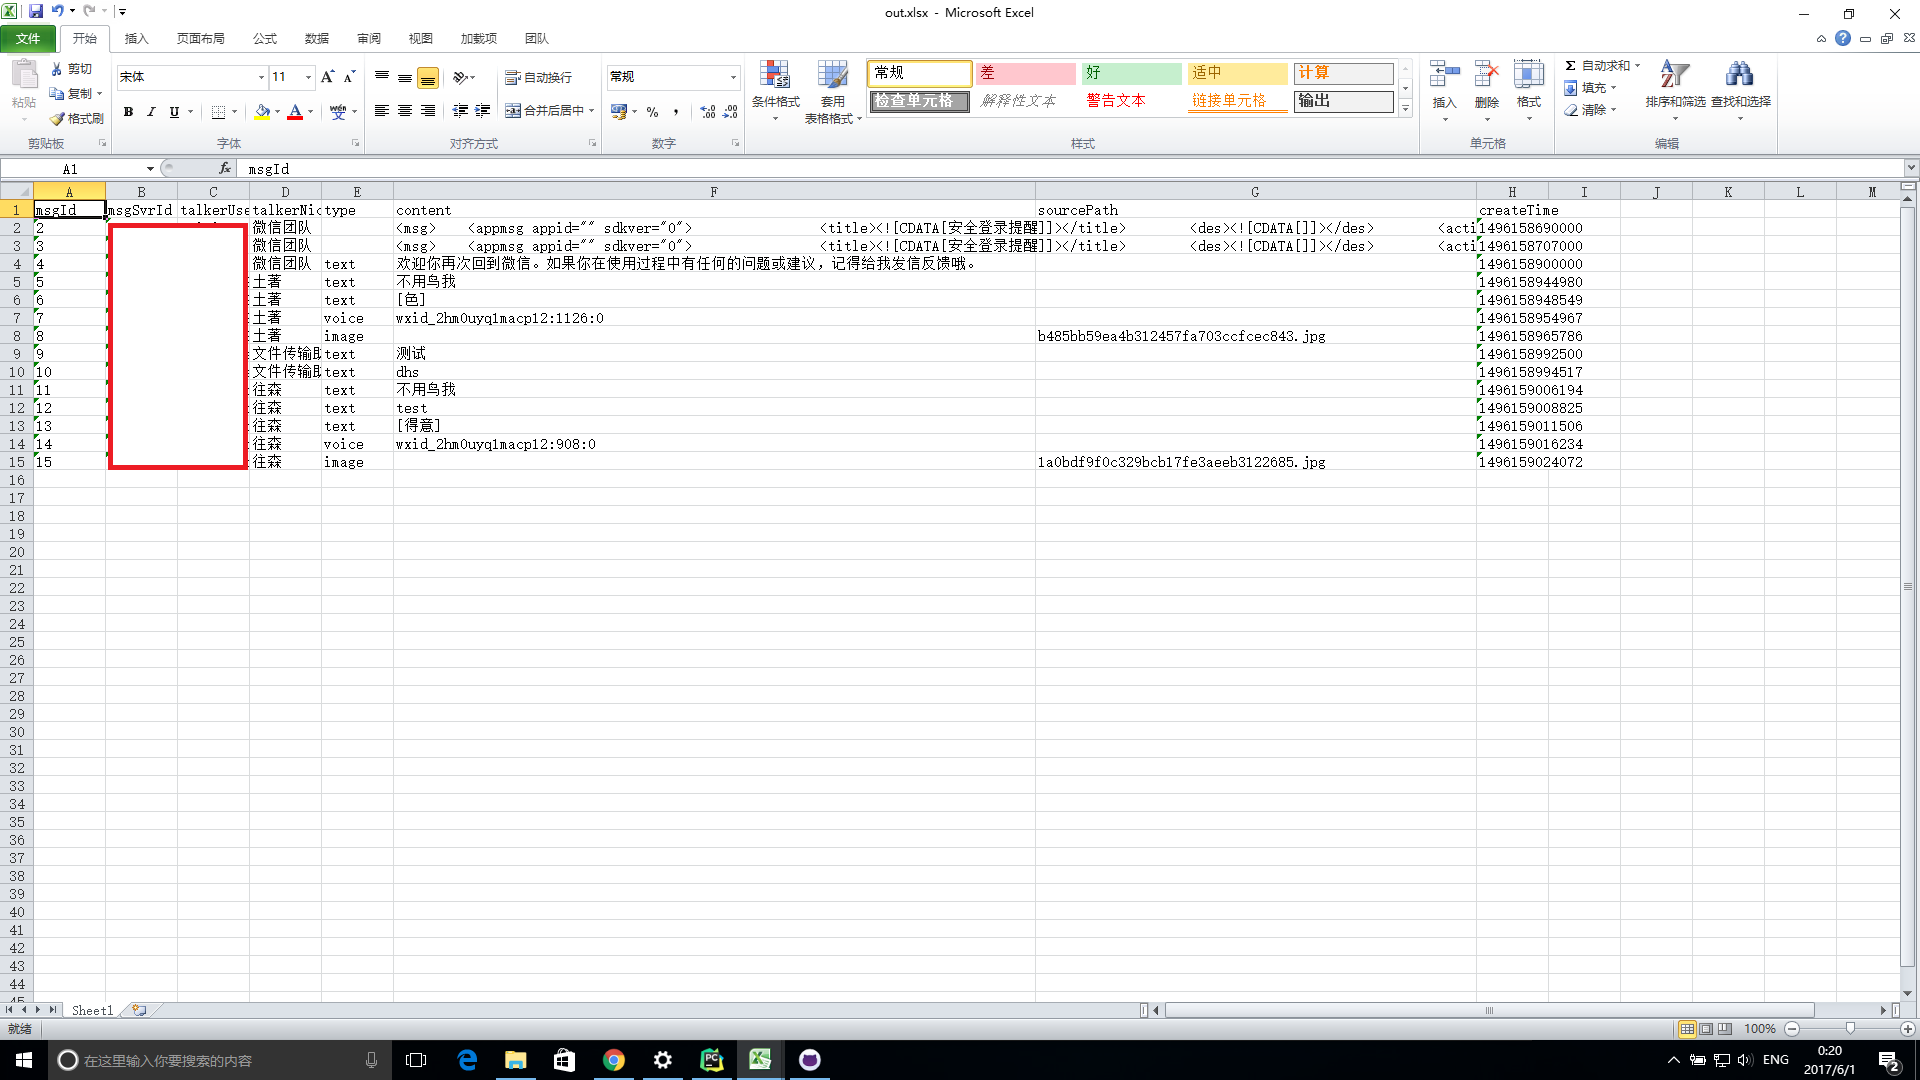 out.xlsx - Microsoft Excel
文件 开始 插入 页面布局 公式 数据 审阅 视图 加载项 团队
粘贴 剪切 复制 格式刷 剪贴板
宋体 11 B I U 字体
自动换行 合并后居中 对齐方式
常规 % , 数字
条件格式 套用 表格格式
常规 差 好 适中 计算
检查单元格 解释性文本 警告文本 链接单元格 输出
样式
插入 删除 格式 单元格
Σ 自动求和 填充 清除 排序和筛选 查找和选择 编辑
A1 fx msgId
A B C D E F G H I J K L M
1 msgId msgSvrId talkerUse talkerNic type content sourcePath createTime
2 2 微信团队 <msg> <appmsg appid="" sdkver="0"> <title><![CDATA[安全登录提醒]]></title> <des><![CDATA[]]></des> <acti 1496158690000
3 3 微信团队 <msg> <appmsg appid="" sdkver="0"> <title><![CDATA[安全登录提醒]]></title> <des><![CDATA[]]></des> <acti 1496158707000
4 4 微信团队 text 欢迎你再次回到微信。如果你在使用过程中有任何的问题或建议，记得给我发信反馈哦。 1496158900000
5 5 土著 text 不用鸟我 1496158944980
6 6 土著 text [色] 1496158948549
7 7 土著 voice wxid_2hm0uyq1macp12:1126:0 1496158954967
8 8 土著 image b485bb59ea4b312457fa703ccfcec843.jpg 1496158965786
9 9 文件传输助 text 测试 1496158992500
10 10 文件传输助 text dhs 1496158994517
11 11 往森 text 不用鸟我 1496159006194
12 12 往森 text test 1496159008825
13 13 往森 text [得意] 1496159011506
14 14 往森 voice wxid_2hm0uyq1macp12:908:0 1496159016234
15 15 往森 image 1a0bdf9f0c329bcb17fe3aeeb3122685.jpg 1496159024072
16
17
18
19
20
21
22
23
24
25
26
27
28
29
30
31
32
33
34
35
36
37
38
39
40
41
42
43
44
45
Sheet1
就绪 100%
在这里输入你要搜索的内容 ENG 0:20
2017/6/1 2